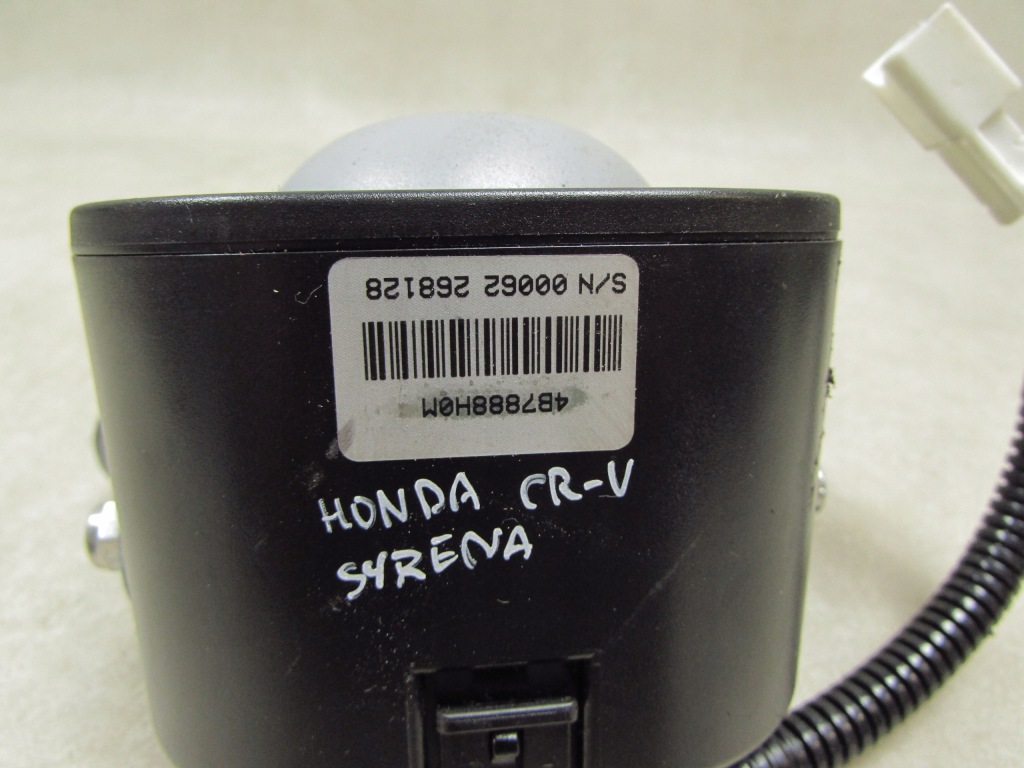 S/N 00062 268128
4B7888H0M
HONDA CR-V
SYRENA